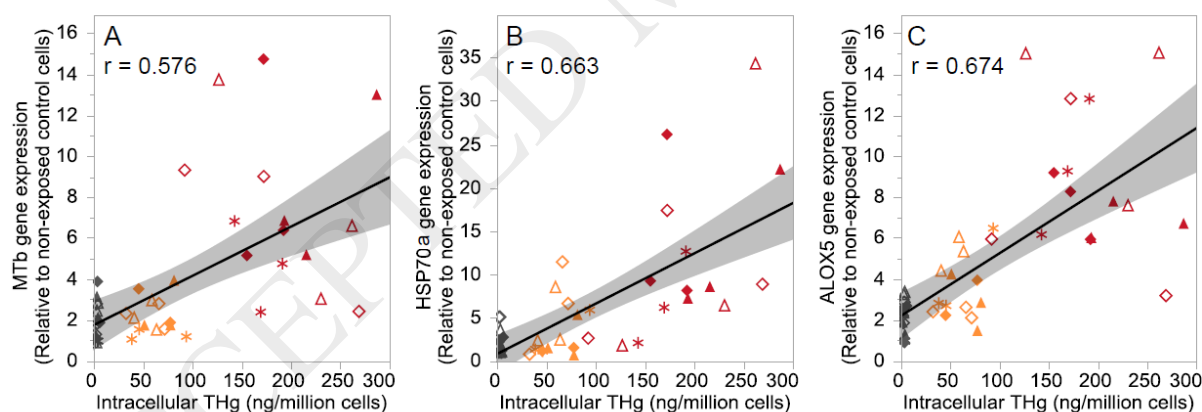 A
r = 0.576
MTb gene expression
(Relative to non-exposed control cells)
16
14
12
10
8
6
4
2
0
0 50 100 150 200 250 300
Intracellular THg (ng/million cells)
B
r = 0.663
HSP70a gene expression
(Relative to non-exposed control cells)
35
30
25
20
15
10
5
0
0 50 100 150 200 250 300
Intracellular THg (ng/million cells)
C
r = 0.674
ALOX5 gene expression
(Relative to non-exposed control cells)
16
14
12
10
8
6
4
2
0
0 50 100 150 200 250 300
Intracellular THg (ng/million cells)
CEPTED M